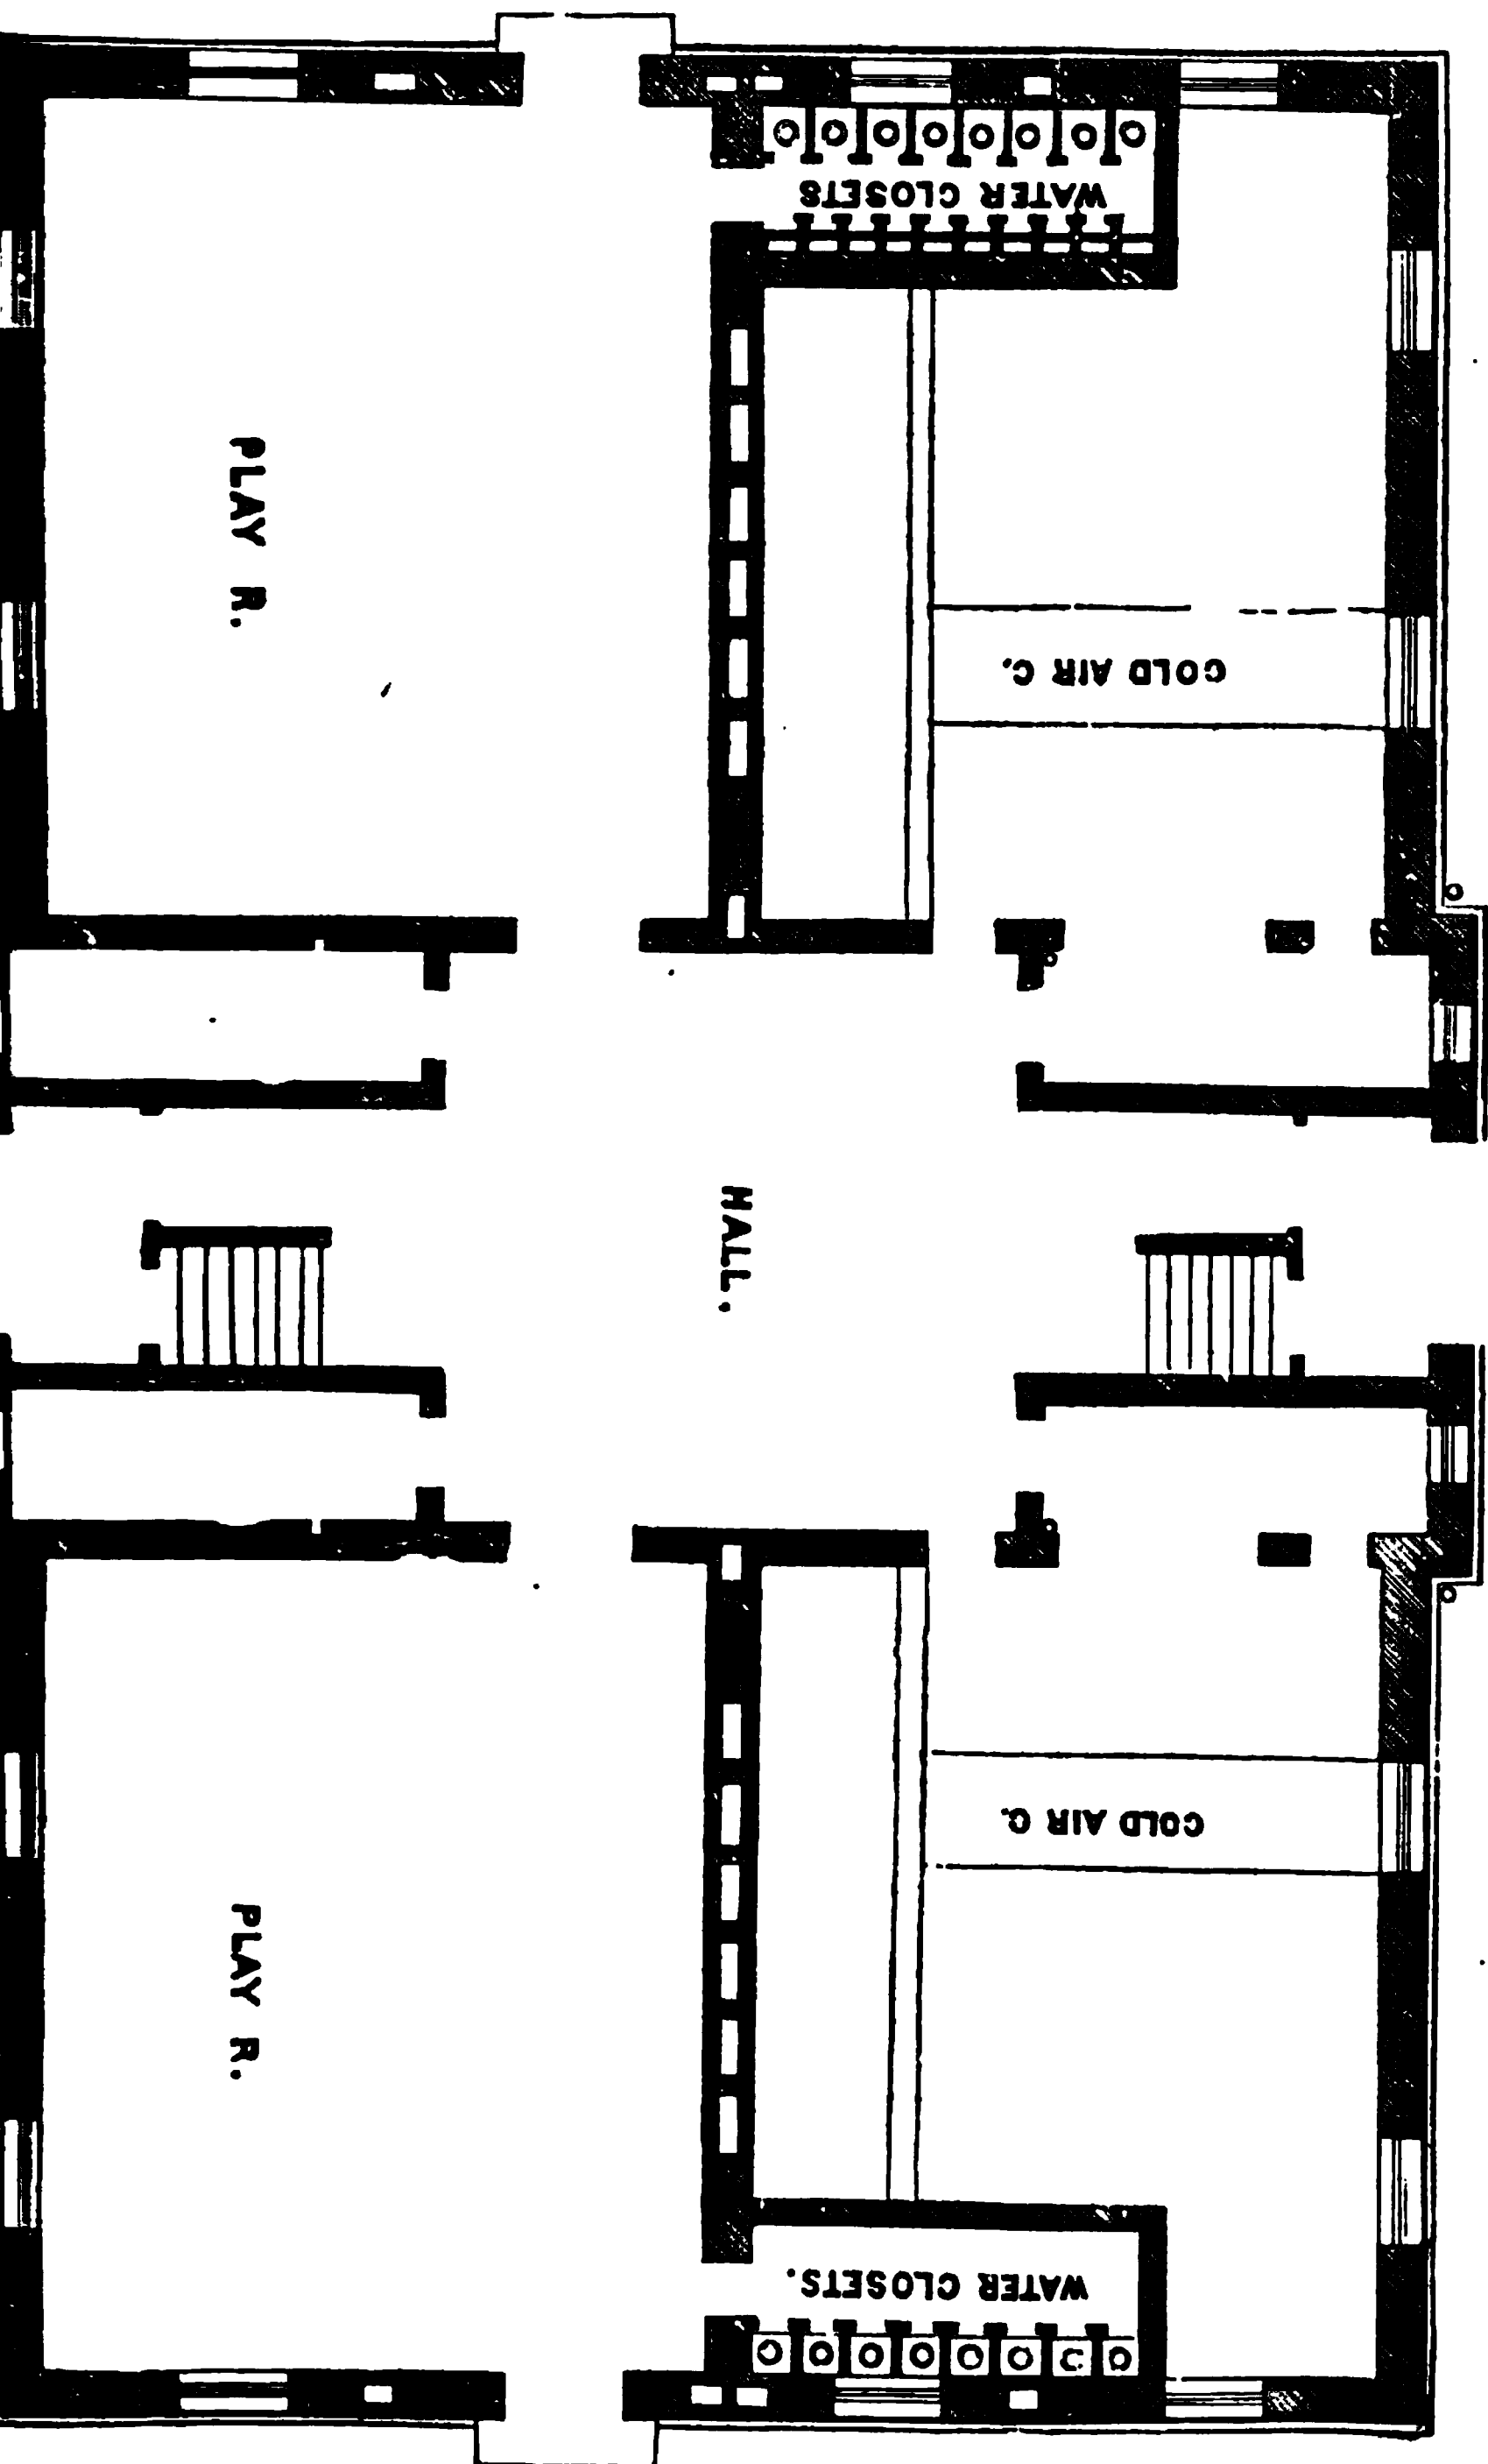 WATER CLOSETS
PLAY R.
COLD AIR C.
HALL.
COLD AIR C.
PLAY R.
WATER CLOSETS.